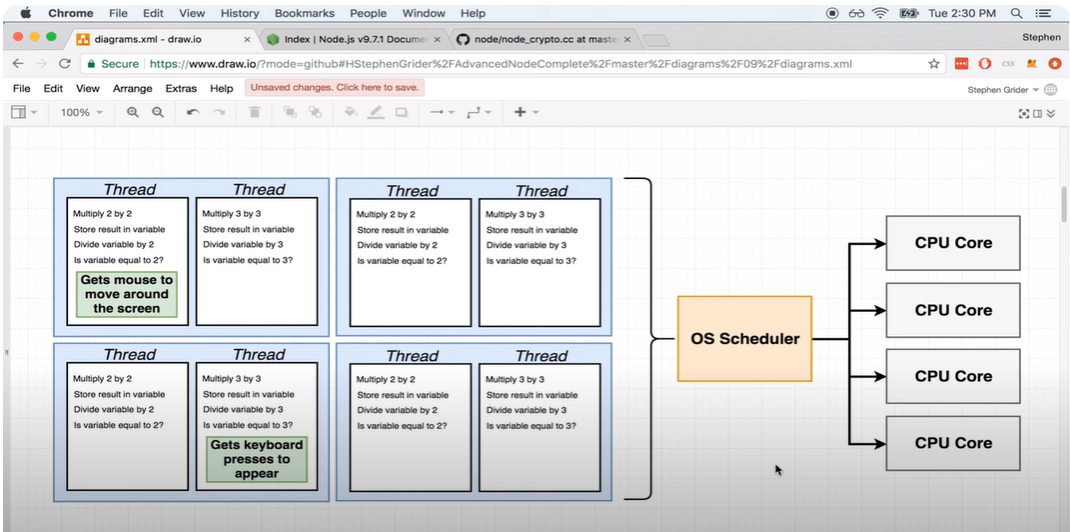 Chrome File Edit View History Bookmarks People Window Help Tue 2:30 PM
diagrams.xml - draw.io Index | Node.js v9.7.1 Docume node/node_crypto.cc at maste Stephen
Secure https://www.draw.io/?mode=github#HStephenGrider%2FAdvancedNodeComplete%2Fmaster%2Fdiagrams%2F09%2Fdiagrams.xml
File Edit View Arrange Extras Help Unsaved changes. Click here to save. Stephen Grider
100%
Thread
Multiply 2 by 2
Store result in variable
Divide variable by 2
Is variable equal to 2?
Gets mouse to
move around
the screen
Thread
Multiply 3 by 3
Store result in variable
Divide variable by 3
Is variable equal to 3?
Thread
Multiply 2 by 2
Store result in variable
Divide variable by 2
Is variable equal to 2?
Thread
Multiply 3 by 3
Store result in variable
Divide variable by 3
Is variable equal to 3?
Thread
Multiply 2 by 2
Store result in variable
Divide variable by 2
Is variable equal to 2?
Thread
Multiply 3 by 3
Store result in variable
Divide variable by 3
Is variable equal to 3?
Gets keyboard
presses to
appear
Thread
Multiply 2 by 2
Store result in variable
Divide variable by 2
Is variable equal to 2?
Thread
Multiply 3 by 3
Store result in variable
Divide variable by 3
Is variable equal to 3?
OS Scheduler
CPU Core
CPU Core
CPU Core
CPU Core